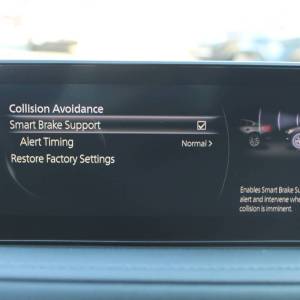 Collision Avoidance
Smart Brake Support
Alert Timing Normal >
Restore Factory Settings
Enables Smart Brake Su
alert and intervene whe
collision is imminent.